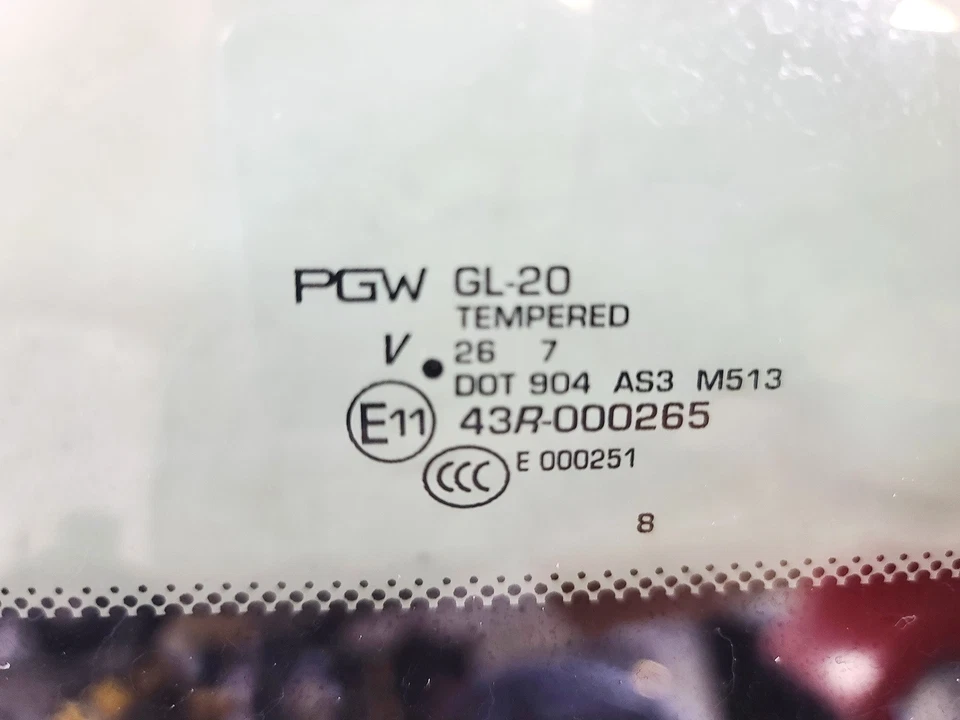 PGW GL-20
TEMPERED
V 26 7
DOT 904 AS3 M513
E11 43R-000265
CCC E 000251
8